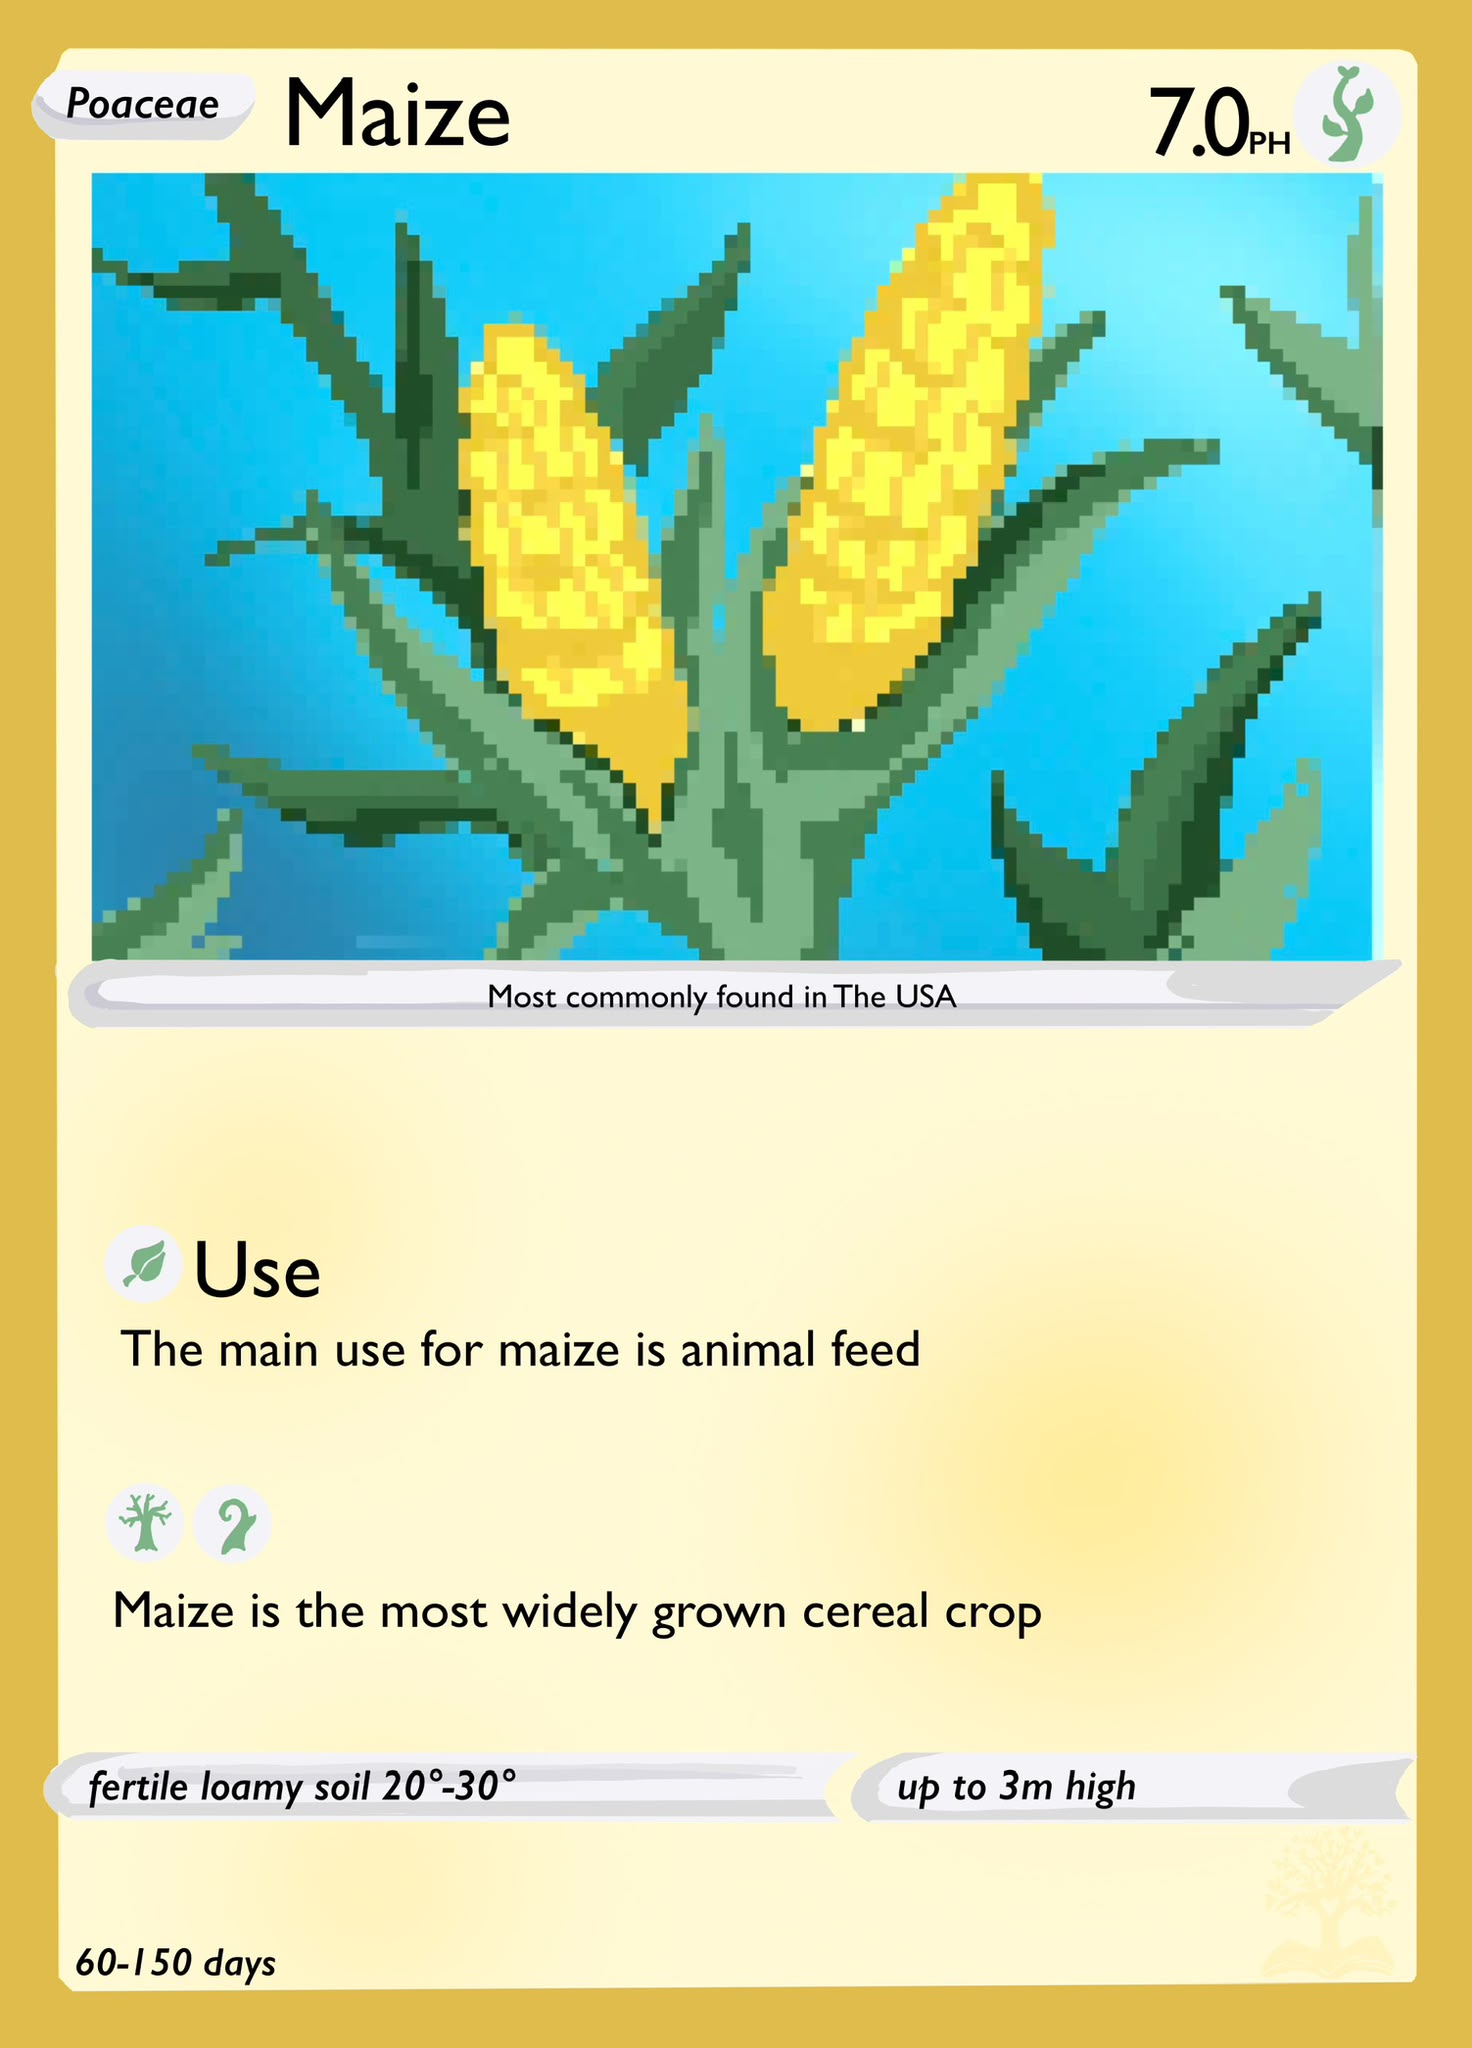 Poaceae
Maize
7.0PH
Most commonly found in The USA
Use
The main use for maize is animal feed
Maize is the most widely grown cereal crop
fertile loamy soil 20°-30°
up to 3m high
60-150 days